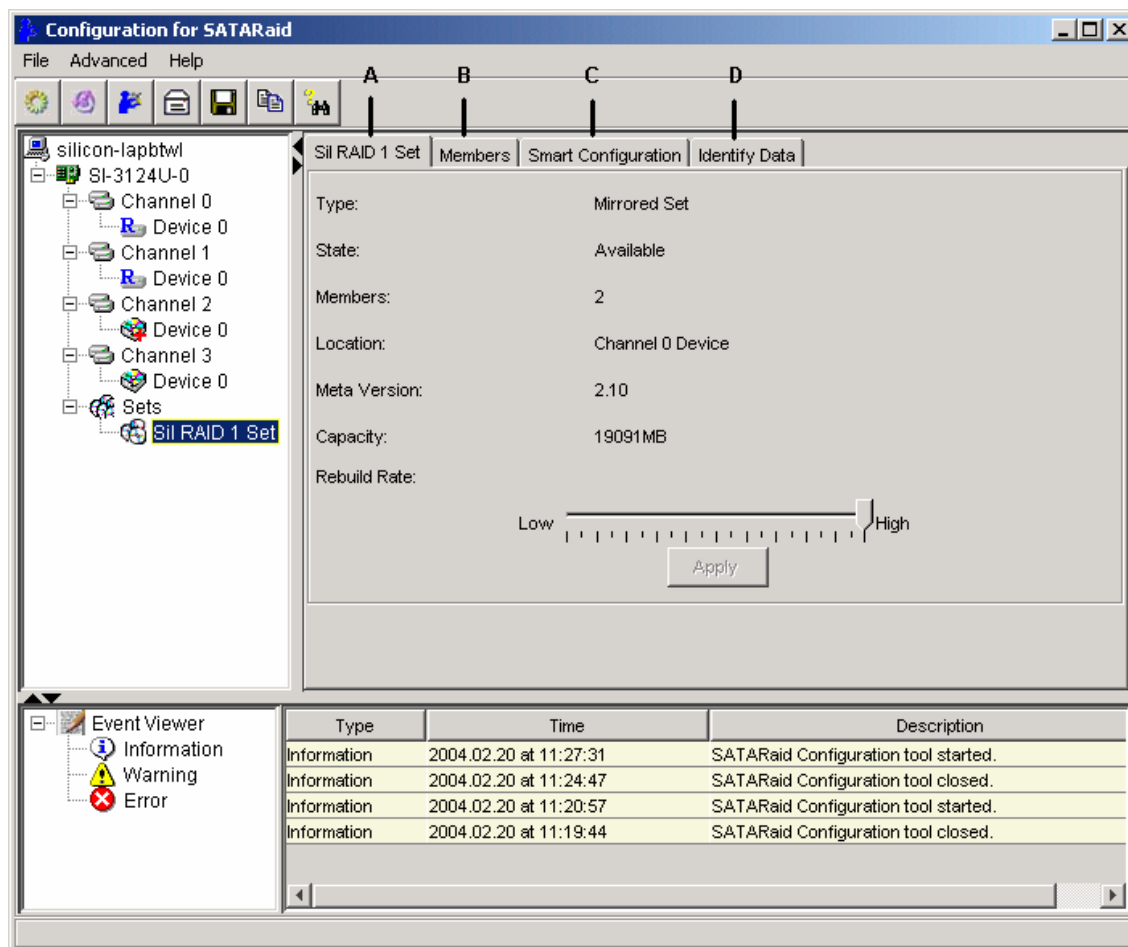 Configuration for SATARaid
File Advanced Help
A B C D
silicon-lapbtwl
SI-3124U-0
Channel 0
R Device 0
Channel 1
R Device 0
Channel 2
Device 0
Channel 3
Device 0
Sets
Sil RAID 1 Set
Sil RAID 1 Set Members Smart Configuration Identify Data
Type: Mirrored Set
State: Available
Members: 2
Location: Channel 0 Device
Meta Version: 2.10
Capacity: 19091MB
Rebuild Rate:
Low High
Apply
Event Viewer
Information
Warning
Error
Type Time Description
Information 2004.02.20 at 11:27:31 SATARaid Configuration tool started.
Information 2004.02.20 at 11:24:47 SATARaid Configuration tool closed.
Information 2004.02.20 at 11:20:57 SATARaid Configuration tool started.
Information 2004.02.20 at 11:19:44 SATARaid Configuration tool closed.